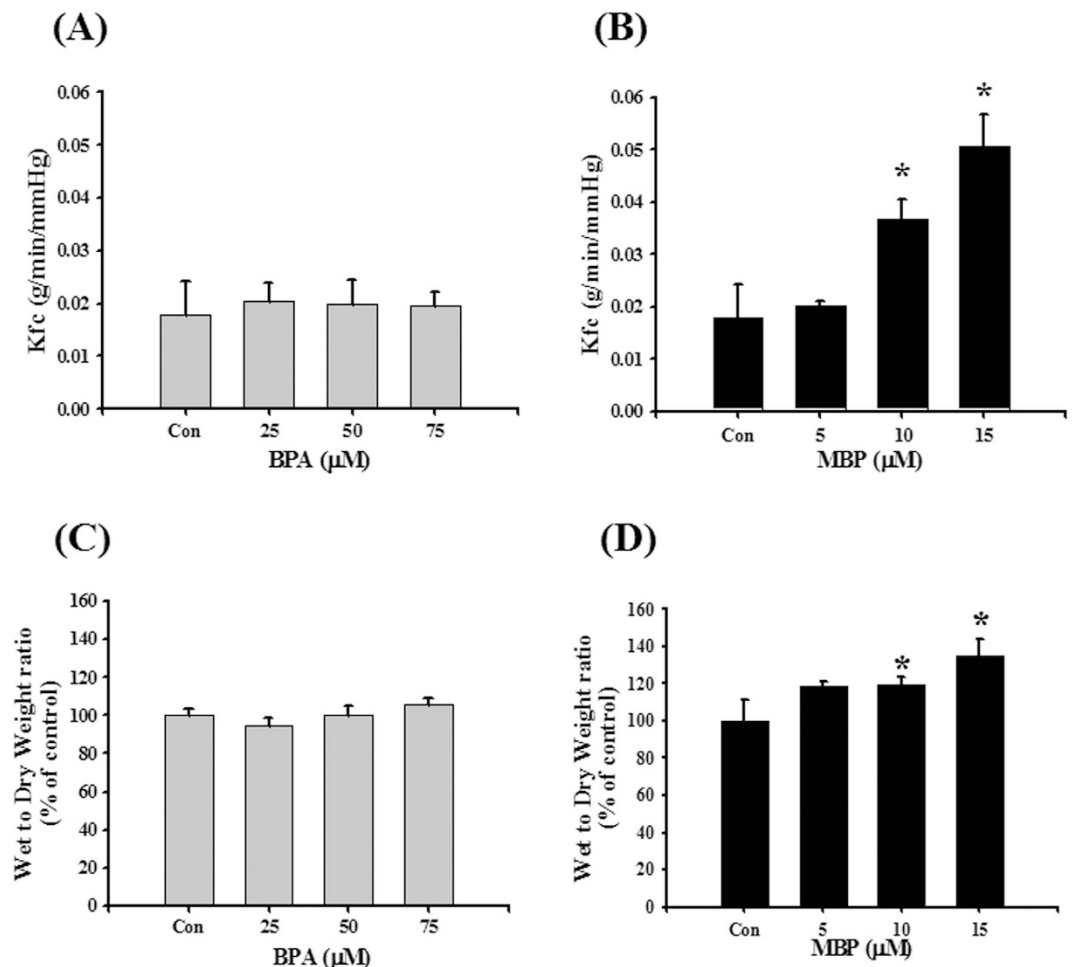 (A)
Kfc (g/min/mmHg)
0.06
0.05
0.04
0.03
0.02
0.01
0.00
Con 25 50 75
BPA (μM)
(B)
Kfc (g/min/mmHg)
0.06
0.05
0.04
0.03
0.02
0.01
0.00
* *
Con 5 10 15
MBP (μM)
(C)
Wet to Dry Weight ratio
(% of control)
160
140
120
100
80
60
40
20
0
Con 25 50 75
BPA (μM)
(D)
Wet to Dry Weight ratio
(% of control)
160
140
120
100
80
60
40
20
0
* *
Con 5 10 15
MBP (μM)